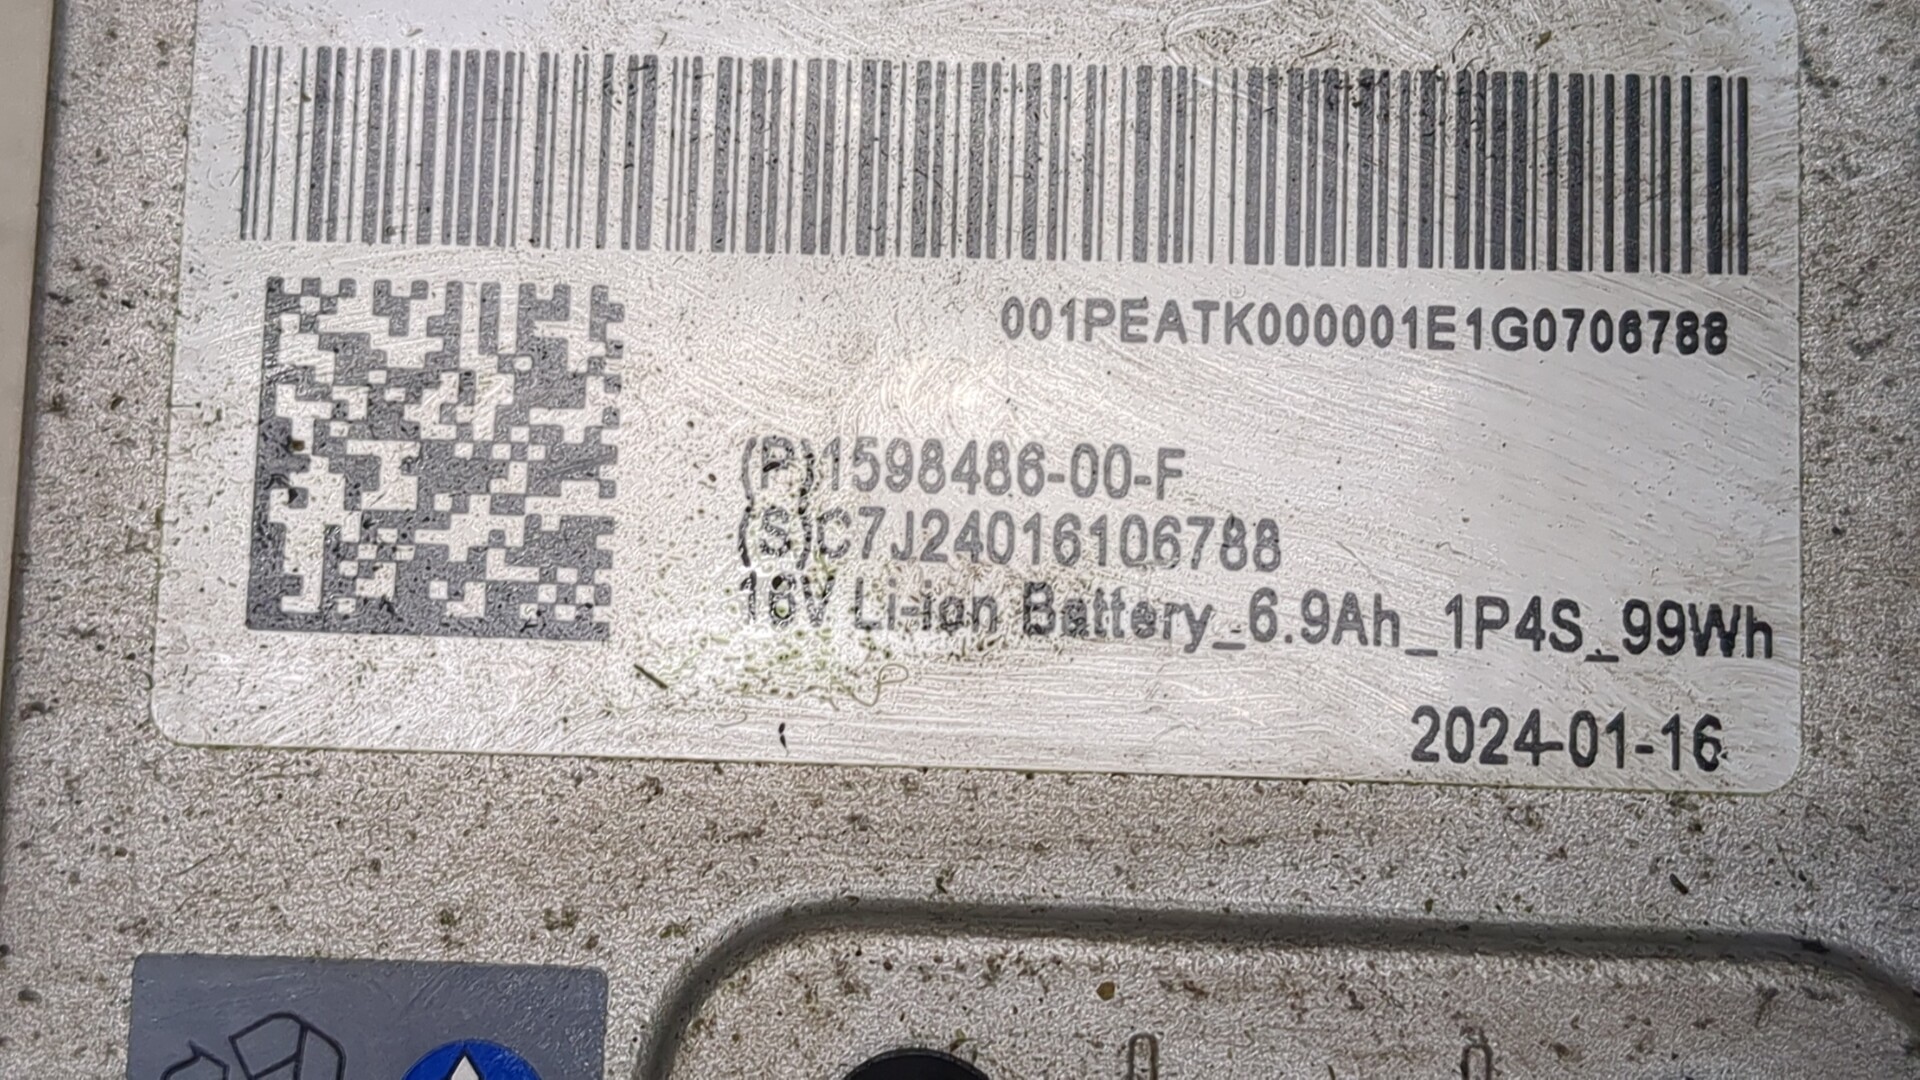 001PEATK000001E1G0706788
(P)1598486-00-F
(S)C7J24016106788
16V Li-ion Battery_6.9Ah_1P4S_99Wh
2024-01-16